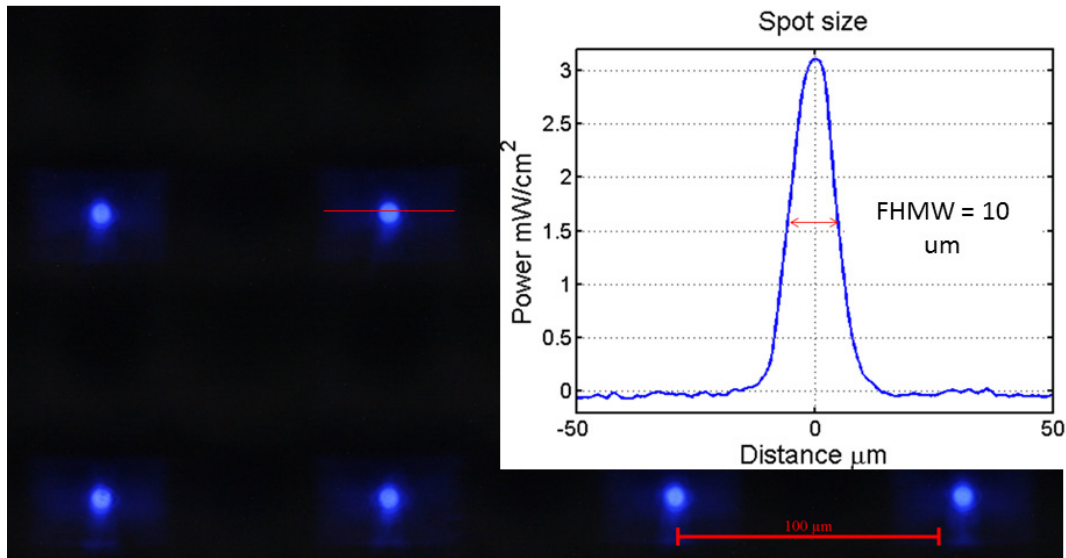 Spot size
3
2.5
2
1.5
1
0.5
0
Power mW/cm²
FHMW = 10
um
-50
0
50
Distance μm
100 μm